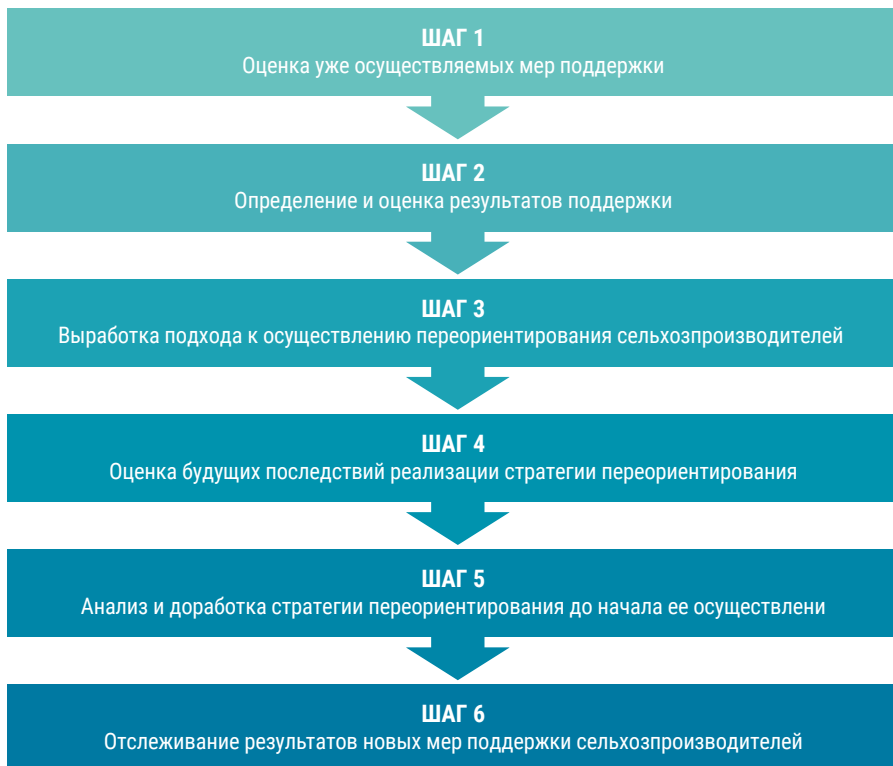 ШАГ 1
Оценка уже осуществляемых мер поддержки
ШАГ 2
Определение и оценка результатов поддержки
ШАГ 3
Выработка подхода к осуществлению переориентирования сельхозпроизводителей
ШАГ 4
Оценка будущих последствий реализации стратегии переориентирования
ШАГ 5
Анализ и доработка стратегии переориентирования до начала ее осуществлени
ШАГ 6
Отслеживание результатов новых мер поддержки сельхозпроизводителей